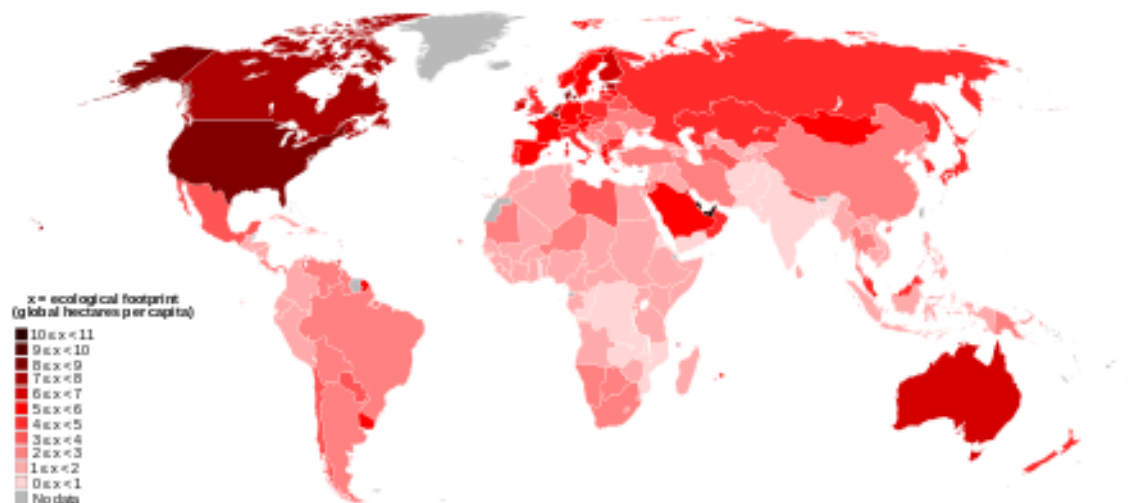 x = ecological footprint
(global hectares per capita)
10 ≤ x < 11
9 ≤ x < 10
8 ≤ x < 9
7 ≤ x < 8
6 ≤ x < 7
5 ≤ x < 6
4 ≤ x < 5
3 ≤ x < 4
2 ≤ x < 3
1 ≤ x < 2
0 ≤ x < 1
No data